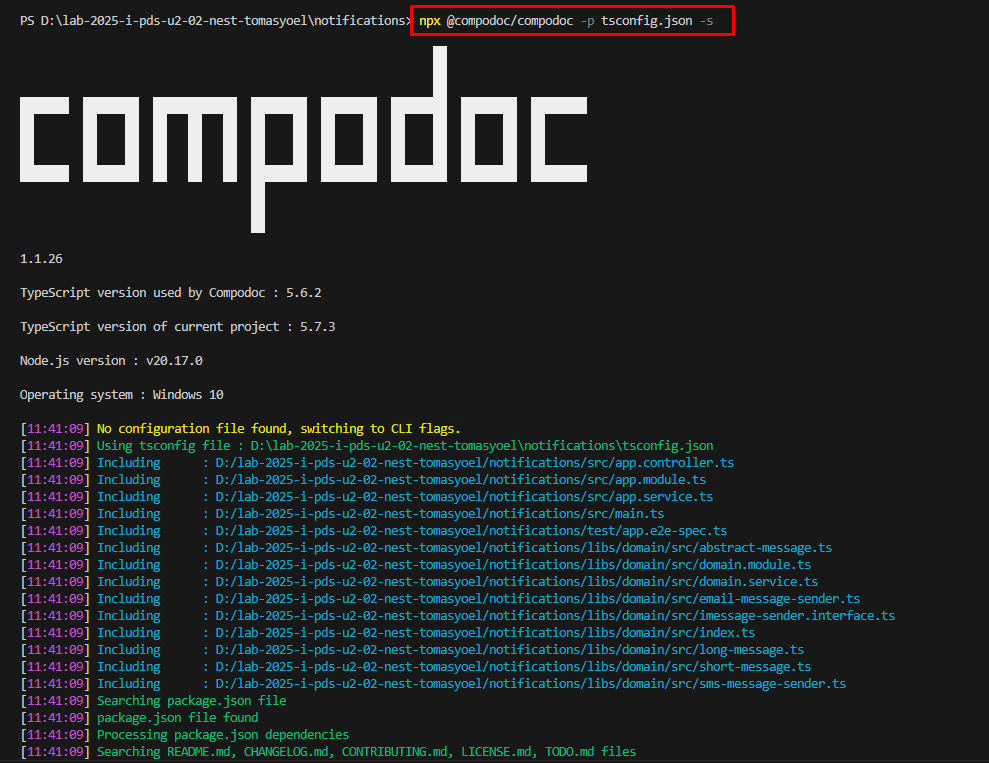 PS D:\lab-2025-i-pds-u2-02-nest-tomasyoel\notifications> npx @compodoc/compodoc -p tsconfig.json -s
compodoc
1.1.26
TypeScript version used by Compodoc : 5.6.2
TypeScript version of current project : 5.7.3
Node.js version : v20.17.0
Operating system : Windows 10
[11:41:09] No configuration file found, switching to CLI flags.
[11:41:09] Using tsconfig file : D:\lab-2025-i-pds-u2-02-nest-tomasyoel\notifications\tsconfig.json
[11:41:09] Including      : D:/lab-2025-i-pds-u2-02-nest-tomasyoel/notifications/src/app.controller.ts
[11:41:09] Including      : D:/lab-2025-i-pds-u2-02-nest-tomasyoel/notifications/src/app.module.ts
[11:41:09] Including      : D:/lab-2025-i-pds-u2-02-nest-tomasyoel/notifications/src/app.service.ts
[11:41:09] Including      : D:/lab-2025-i-pds-u2-02-nest-tomasyoel/notifications/src/main.ts
[11:41:09] Including      : D:/lab-2025-i-pds-u2-02-nest-tomasyoel/notifications/test/app.e2e-spec.ts
[11:41:09] Including      : D:/lab-2025-i-pds-u2-02-nest-tomasyoel/notifications/libs/domain/src/abstract-message.ts
[11:41:09] Including      : D:/lab-2025-i-pds-u2-02-nest-tomasyoel/notifications/libs/domain/src/domain.module.ts
[11:41:09] Including      : D:/lab-2025-i-pds-u2-02-nest-tomasyoel/notifications/libs/domain/src/domain.service.ts
[11:41:09] Including      : D:/lab-2025-i-pds-u2-02-nest-tomasyoel/notifications/libs/domain/src/email-message-sender.ts
[11:41:09] Including      : D:/lab-2025-i-pds-u2-02-nest-tomasyoel/notifications/libs/domain/src/imessage-sender.interface.ts
[11:41:09] Including      : D:/lab-2025-i-pds-u2-02-nest-tomasyoel/notifications/libs/domain/src/index.ts
[11:41:09] Including      : D:/lab-2025-i-pds-u2-02-nest-tomasyoel/notifications/libs/domain/src/long-message.ts
[11:41:09] Including      : D:/lab-2025-i-pds-u2-02-nest-tomasyoel/notifications/libs/domain/src/short-message.ts
[11:41:09] Including      : D:/lab-2025-i-pds-u2-02-nest-tomasyoel/notifications/libs/domain/src/sms-message-sender.ts
[11:41:09] Searching package.json file
[11:41:09] package.json file found
[11:41:09] Processing package.json dependencies
[11:41:09] Searching README.md, CHANGELOG.md, CONTRIBUTING.md, LICENSE.md, TODO.md files